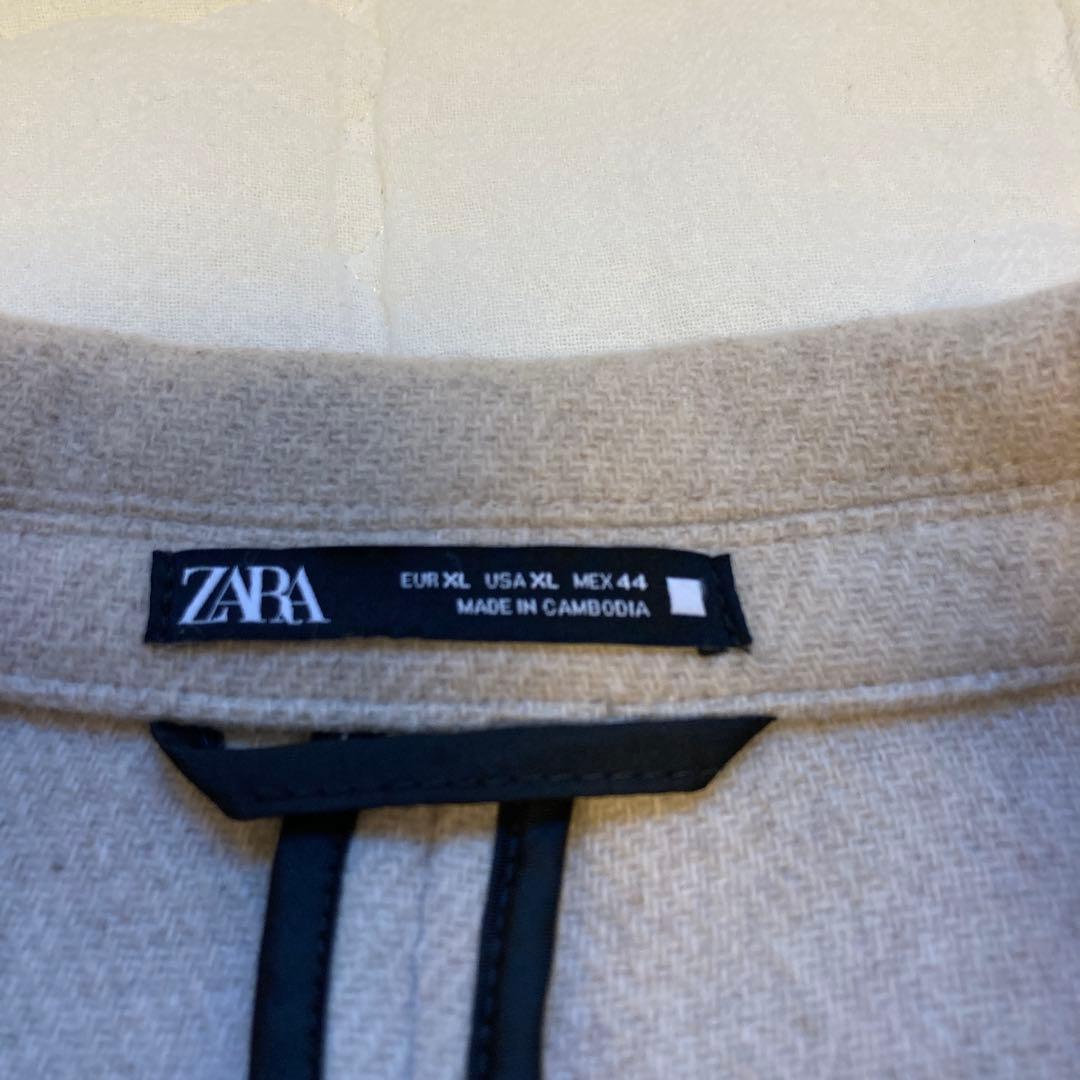 ZARA
EUR XL USA XL MEX 44
MADE IN CAMBODIA